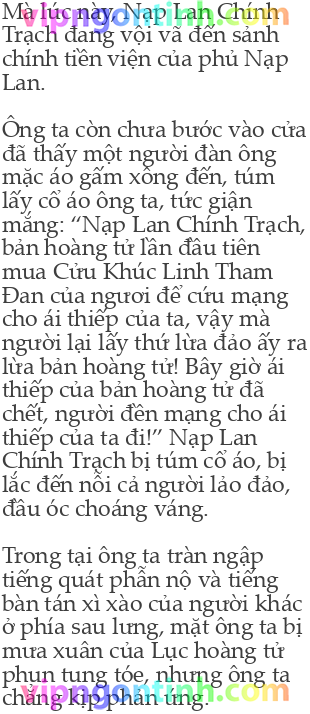 Mà lúc này, Nạp Lan Chính
Trạch đang vội vã đến sảnh
chính tiền viện của phủ Nạp
Lan.
Ông ta còn chưa bước vào cửa
đã thấy một người đàn ông
mặc áo gấm xông đến, túm
lấy cổ áo ông ta, tức giận
mắng: “Nạp Lan Chính Trạch,
bản hoàng tử lần đầu tiên
mua Cửu Khúc Linh Tham
Đan của ngươi để cứu mạng
cho ái thiếp của ta, vậy mà
người lại lấy thứ lừa đảo ấy ra
lừa bản hoàng tử! Bây giờ ái
thiếp của bản hoàng tử đã
chết, người đền mạng cho ái
thiếp của ta đi!” Nạp Lan
Chính Trạch bị túm cổ áo, bị
lắc đến nỗi cả người lảo đảo,
đầu óc choáng váng.
Trong tại ông ta tràn ngập
tiếng quát phẫn nộ và tiếng
bàn tán xì xào của người khác
ở phía sau lưng, mặt ông ta bị
mưa xuân của Lục hoàng tử
phun tung tóe, nhưng ông ta
chẳng kịp phản ứng.
vipngontinh.com
vipngontinh.com